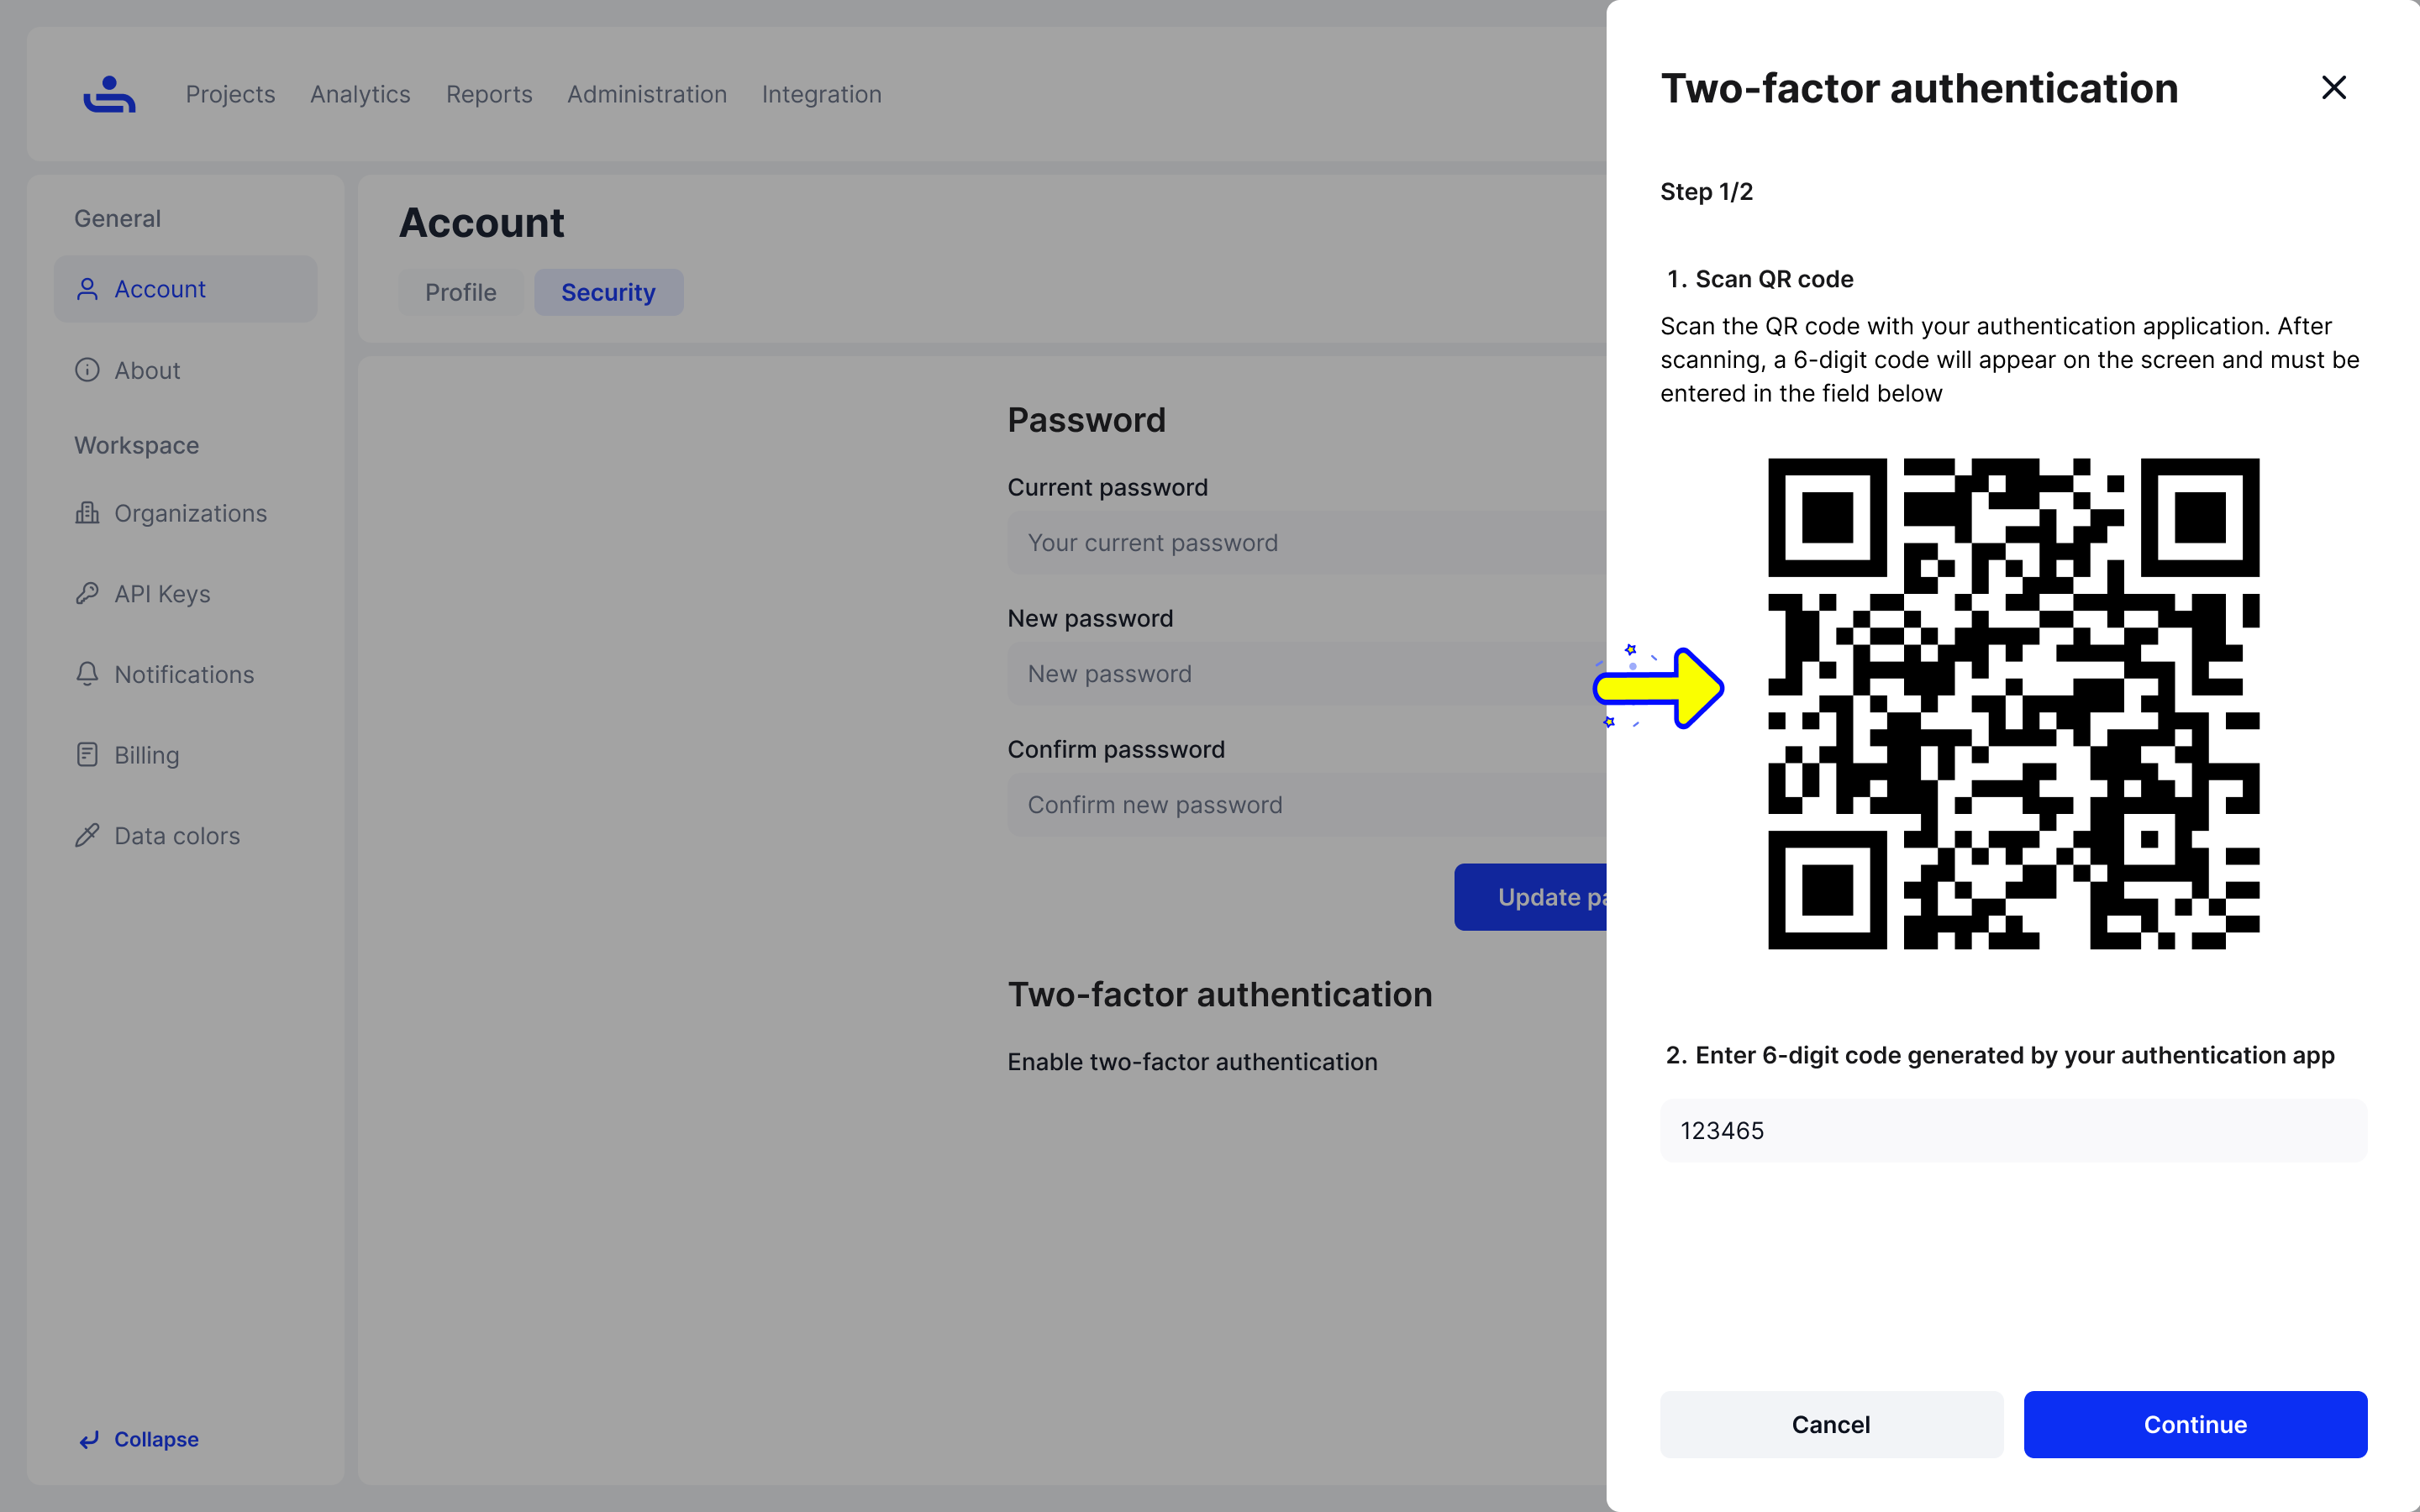 Projects
Analytics
Reports
Administration
Integration
General
Account
About
Workspace
Organizations
API Keys
Notifications
Billing
Data colors
Collapse
Account
Profile
Security
Password
Current password
Your current password
New password
New password
Confirm passsword
Confirm new password
Update pa
Two-factor authentication
Enable two-factor authentication
Two-factor authentication
Step 1/2
1. Scan QR code
Scan the QR code with your authentication application. After
scanning, a 6-digit code will appear on the screen and must be
entered in the field below
2. Enter 6-digit code generated by your authentication app
123465
Cancel
Continue